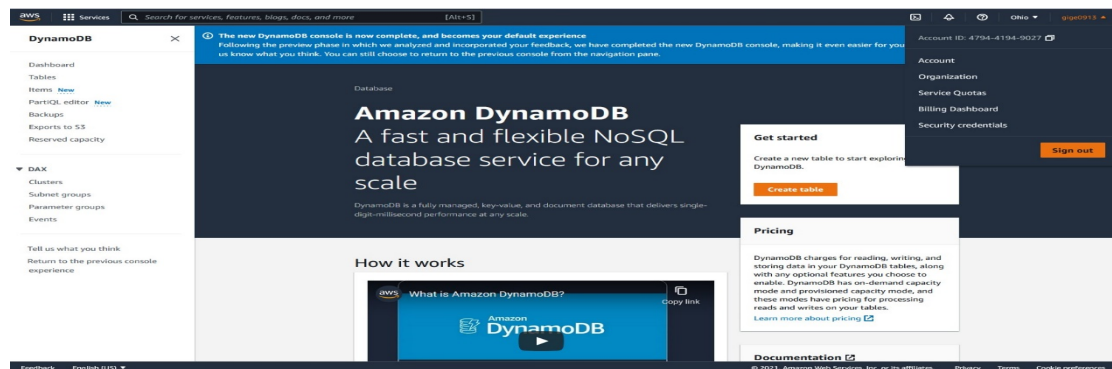 aws
Services
Search for services, features, blogs, docs, and more
[Alt+S]
Ohio
gige0913
DynamoDB
Dashboard
Tables
Items New
PartiQL editor New
Backups
Exports to S3
Reserved capacity
DAX
Clusters
Subnet groups
Parameter groups
Events
Tell us what you think
Return to the previous console
experience
The new DynamoDB console is now complete, and becomes your default experience
Following the preview phase in which we analyzed and incorporated your feedback, we have completed the new DynamoDB console, making it even easier for you
us know what you think. You can still choose to return to the previous console from the navigation pane.
Account ID: 4794-4194-9027
Account
Organization
Service Quotas
Billing Dashboard
Security credentials
Sign out
Database
Amazon DynamoDB
A fast and flexible NoSQL
database service for any
scale
DynamoDB is a fully managed, key-value, and document database that delivers single-
digit-millisecond performance at any scale.
Get started
Create a new table to start explorin
DynamoDB.
Create table
Pricing
DynamoDB charges for reading, writing, and
storing data in your DynamoDB tables, along
with any optional features you choose to
enable. DynamoDB has on-demand capacity
mode and provisioned capacity mode, and
these modes have pricing for processing
reads and writes on your tables.
Learn more about pricing
How it works
aws
What is Amazon DynamoDB?
Copy link
Amazon
DynamoDB
Documentation
Feedback
English (US)
© 2021, Amazon Web Services, Inc. or its affiliates.
Privacy
Terms
Cookie preferences